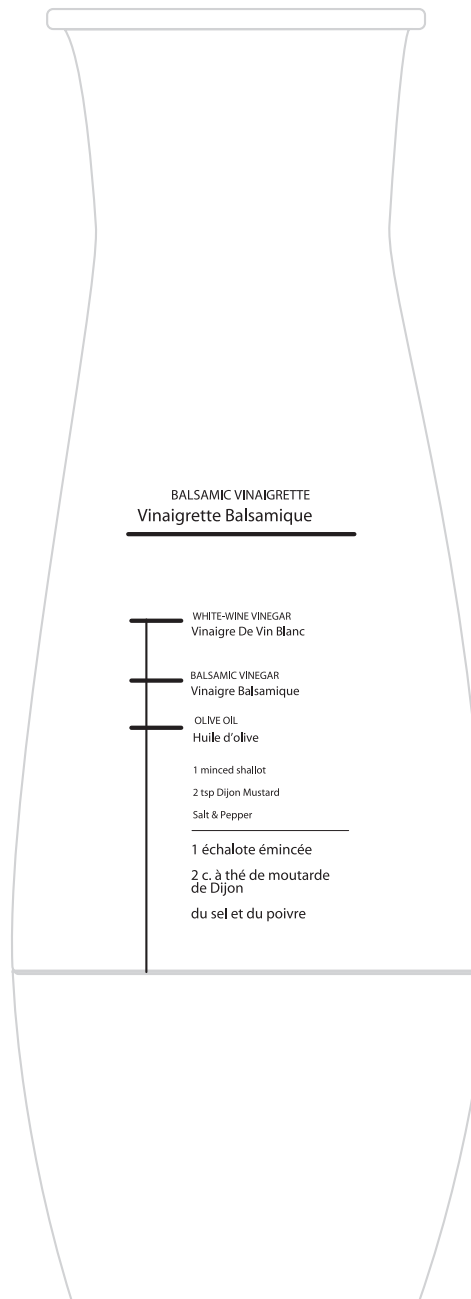 BALSAMIC VINAIGRETTE
Vinaigrette Balsamique
WHITE-WINE VINEGAR
Vinaigre De Vin Blanc
BALSAMIC VINEGAR
Vinaigre Balsamique
OLIVE OIL
Huile d'olive
1 minced shallot
2 tsp Dijon Mustard
Salt & Pepper
1 échalote émincée
2 c. à thé de moutarde
de Dijon
du sel et du poivre